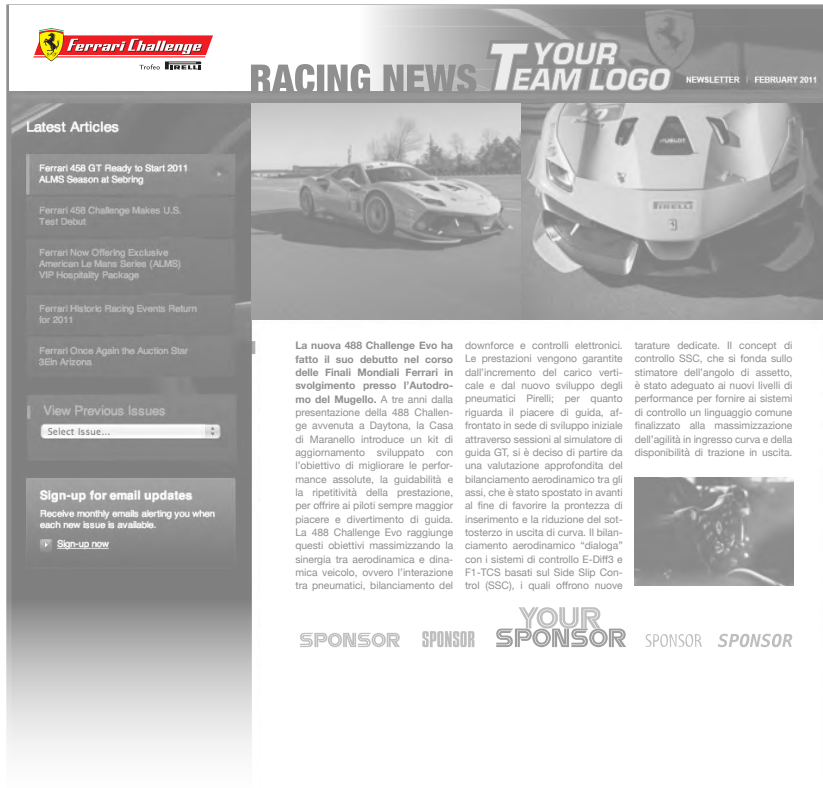 Ferrari Challenge
Trofeo PIRELLI
RACING NEWS
YOUR
TEAM LOGO
NEWSLETTER | FEBRUARY 2011
Latest Articles
Ferrari 458 GT Ready to Start 2011
ALMS Season at Sebring
Ferrari 458 Challenge Makes U.S.
Test Debut
Ferrari Now Offering Exclusive
American Le Mans Series (ALMS)
VIP Hospitality Package
Ferrari Historic Racing Events Return
for 2011
Ferrari Once Again the Auction Star
3Ein Arizona
View Previous Issues
Select Issue...
Sign-up for email updates
Receive monthly emails alerting you when
each new issue is available.
Sign-up now
HUBLOT
PIRELLI
La nuova 488 Challenge Evo ha
fatto il suo debutto nel corso
delle Finali Mondiali Ferrari in
svolgimento presso l'Autodro-
mo del Mugello. A tre anni dalla
presentazione della 488 Challen-
ge avvenuta a Daytona, la Casa
di Maranello introduce un kit di
aggiornamento sviluppato con
l'obiettivo di migliorare le perfor-
mance assolute, la guidabilità e
la ripetitività della prestazione,
per offrire ai piloti sempre maggior
piacere e divertimento di guida.
La 488 Challenge Evo raggiunge
questi obiettivi massimizzando la
sinergia tra aerodinamica e dina-
mica veicolo, ovvero l'interazione
tra pneumatici, bilanciamento del
downforce e controlli elettronici.
Le prestazioni vengono garantite
dall'incremento del carico verti-
cale e dal nuovo sviluppo degli
pneumatici Pirelli; per quanto
riguarda il piacere di guida, af-
frontato in sede di sviluppo iniziale
attraverso sessioni al simulatore di
guida GT, si è deciso di partire da
una valutazione approfondita del
bilanciamento aerodinamico tra gli
assi, che è stato spostato in avanti
al fine di favorire la prontezza di
inserimento e la riduzione del sot-
tosterzo in uscita di curva. Il bilan-
ciamento aerodinamico “dialoga”
con i sistemi di controllo E-Diff3 e
F1-TCS basati sul Side Slip Con-
trol (SSC), i quali offrono nuove
tarature dedicate. Il concept di
controllo SSC, che si fonda sullo
stimatore dell'angolo di assetto,
è stato adeguato ai nuovi livelli di
performance per fornire ai sistemi
di controllo un linguaggio comune
finalizzato alla massimizzazione
dell'agilità in ingresso curva e della
disponibilità di trazione in uscita.
SPONSOR
SPONSOR
YOUR
SPONSOR
SPONSOR
SPONSOR